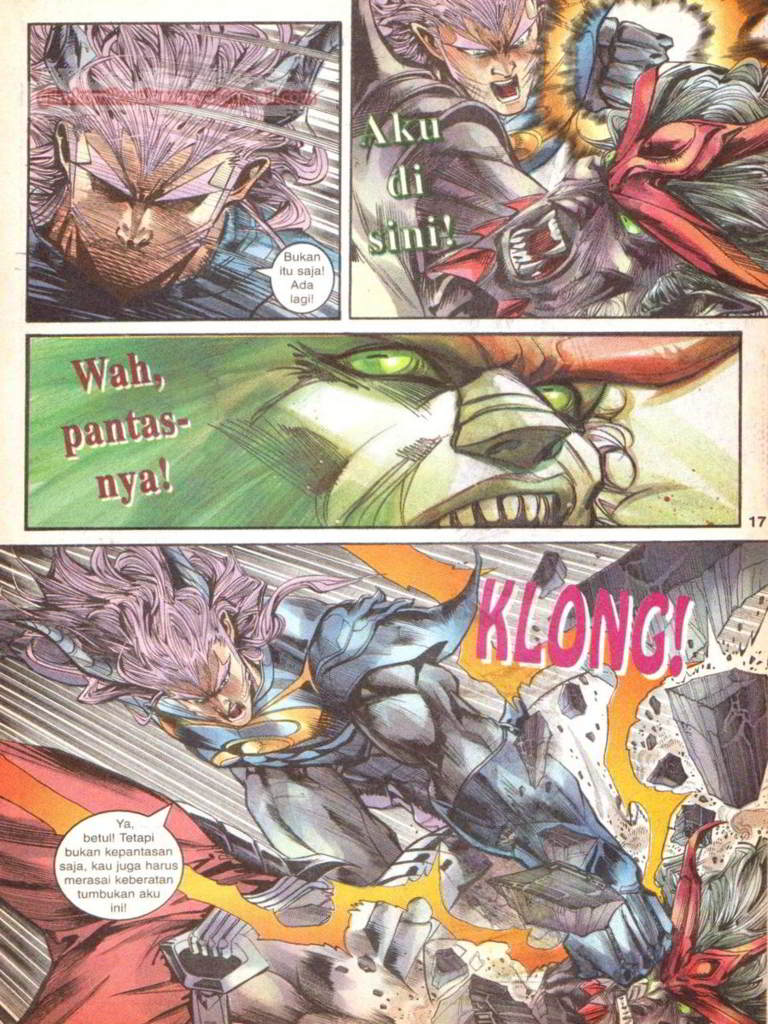 Bukan
itu saja!
Ada
lagi!
Aku
di
sini!
Wah,
pantas-
nya!
17
KLONG!
Ya,
betul! Tetapi
bukan kepantasan
saja, kau juga harus
merasai keberatan
tumbukan aku
ini!